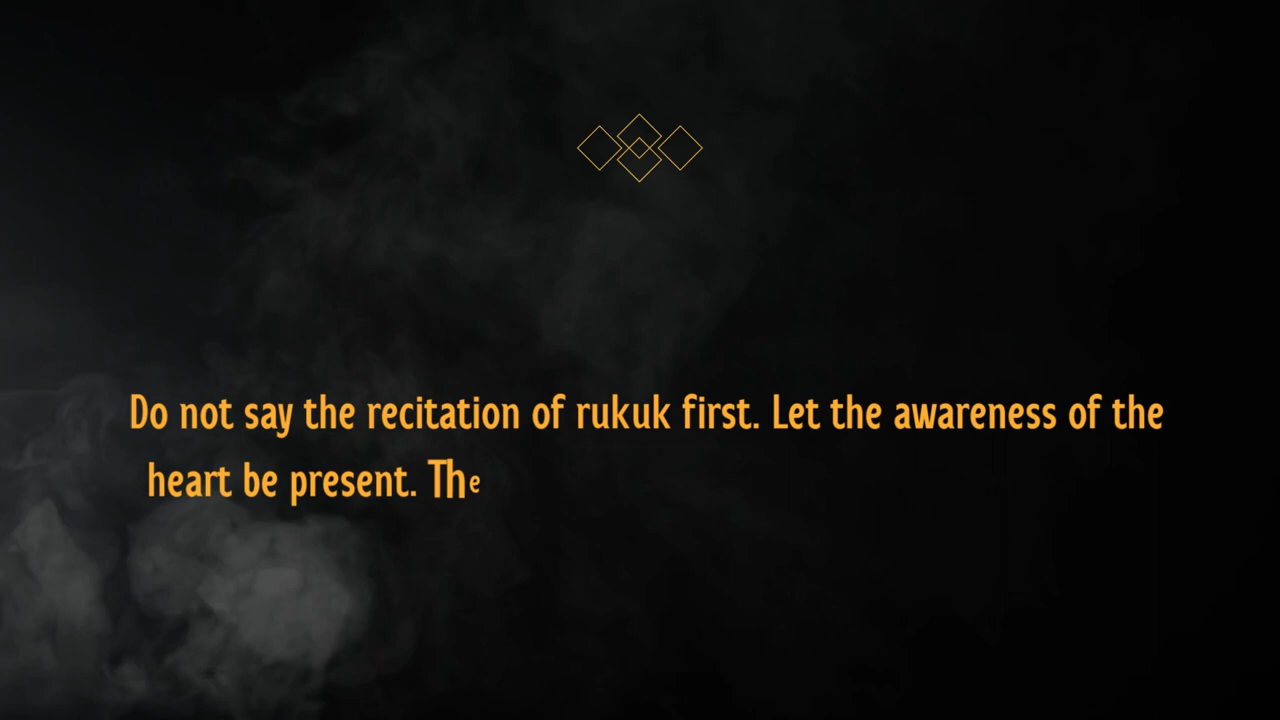 Do not say the recitation of rukuk first. Let the awareness of the
heart be present. The